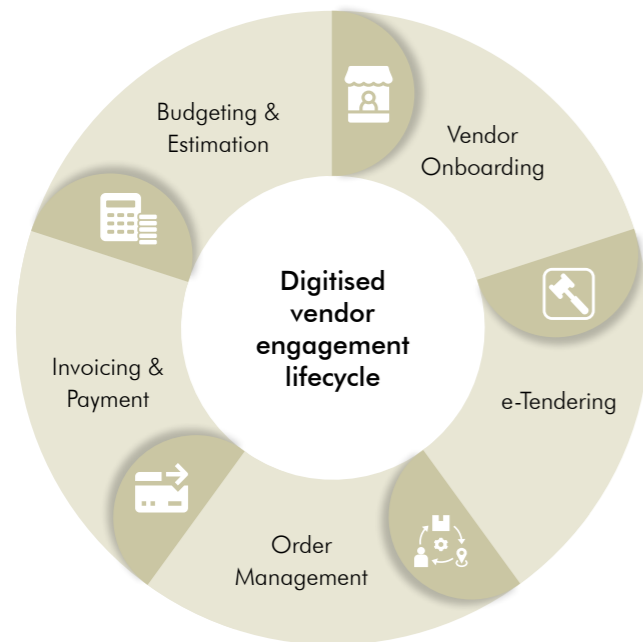 Budgeting &
Estimation
Vendor
Onboarding
Digitised
vendor
engagement
lifecycle
Invoicing &
Payment
e-Tendering
Order
Management